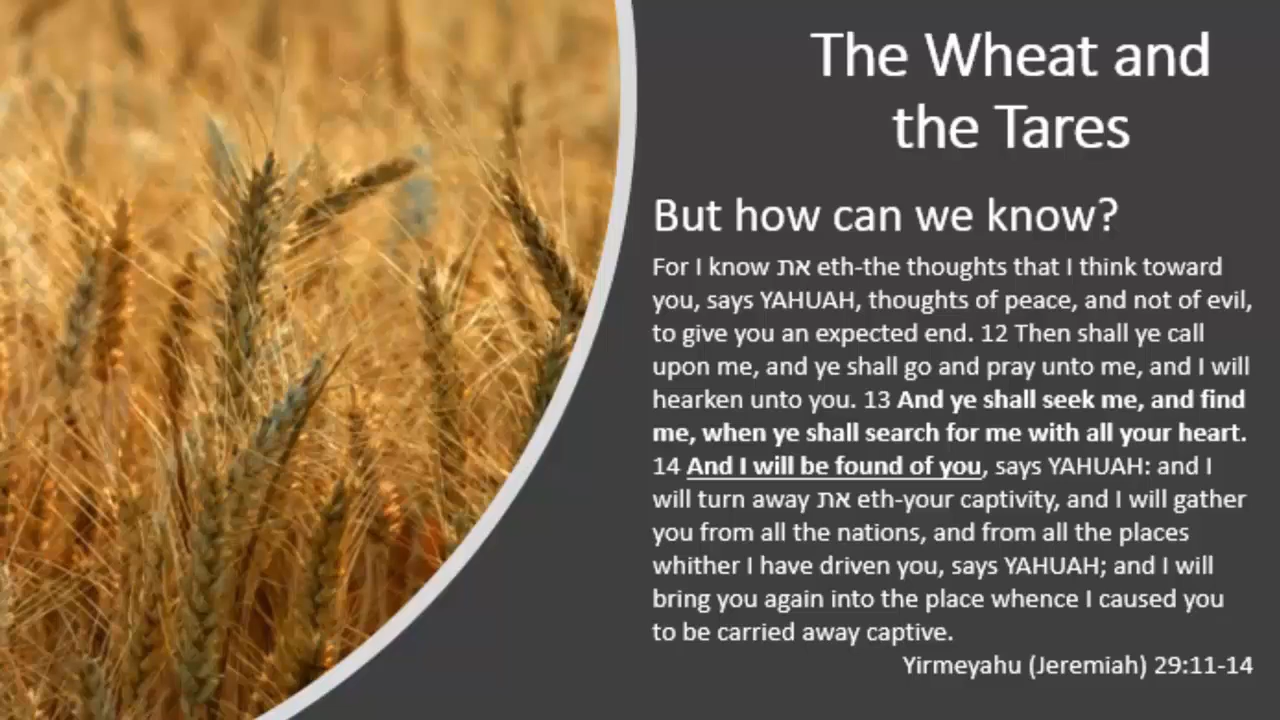 The Wheat and
the Tares
But how can we know?
For I know את eth-the thoughts that I think toward
you, says YAHUAH, thoughts of peace, and not of evil,
to give you an expected end. 12 Then shall ye call
upon me, and ye shall go and pray unto me, and I will
hearken unto you. 13 And ye shall seek me, and find
me, when ye shall search for me with all your heart.
14 And I will be found of you, says YAHUAH: and I
will turn away את eth-your captivity, and I will gather
you from all the nations, and from all the places
whither I have driven you, says YAHUAH; and I will
bring you again into the place whence I caused you
to be carried away captive.
Yirmeyahu (Jeremiah) 29:11-14